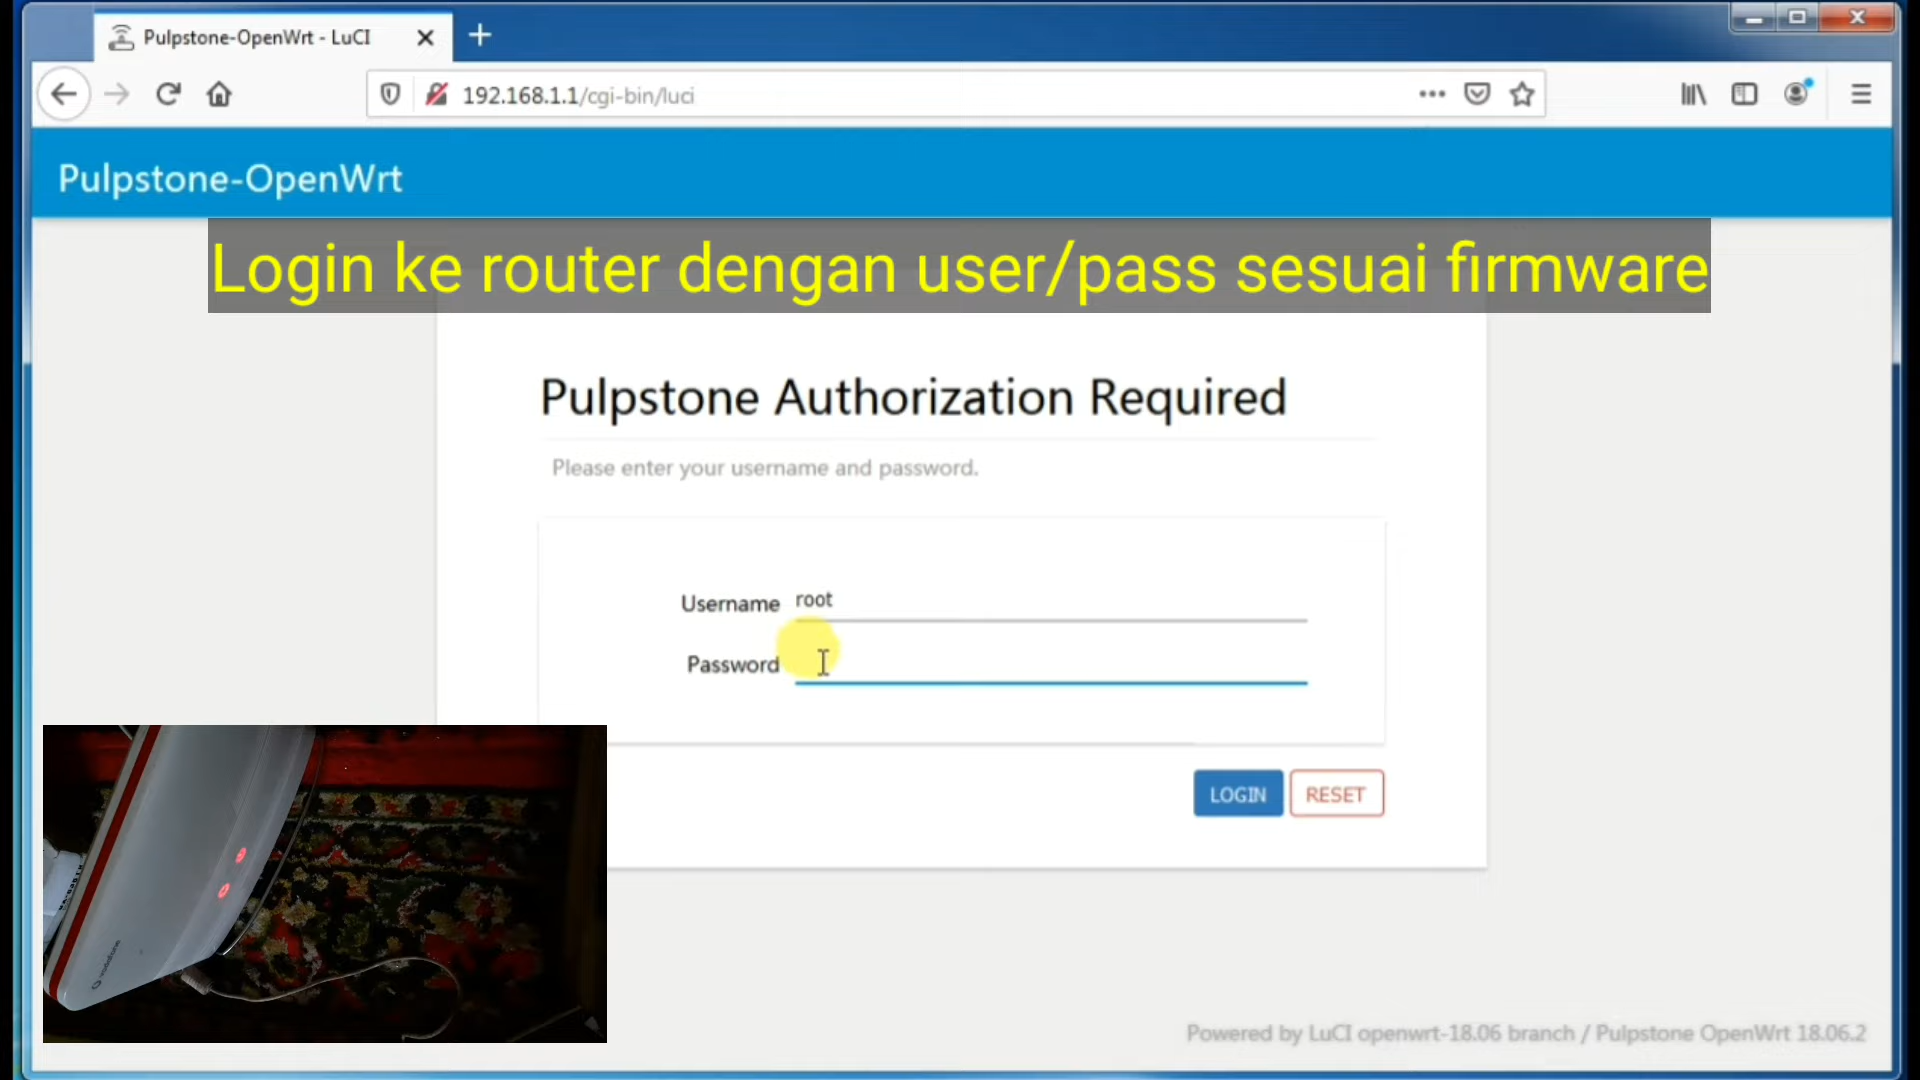 Pulpstone-OpenWrt - LuCI
192.168.1.1/cgi-bin/luci
Pulpstone-OpenWrt
Login ke router dengan user/pass sesuai firmware
Pulpstone Authorization Required
Please enter your username and password.
Username root
Password
LOGIN RESET
vodafone
Powered by LuCI openwrt-18.06 branch / Pulpstone OpenWrt 18.06.2